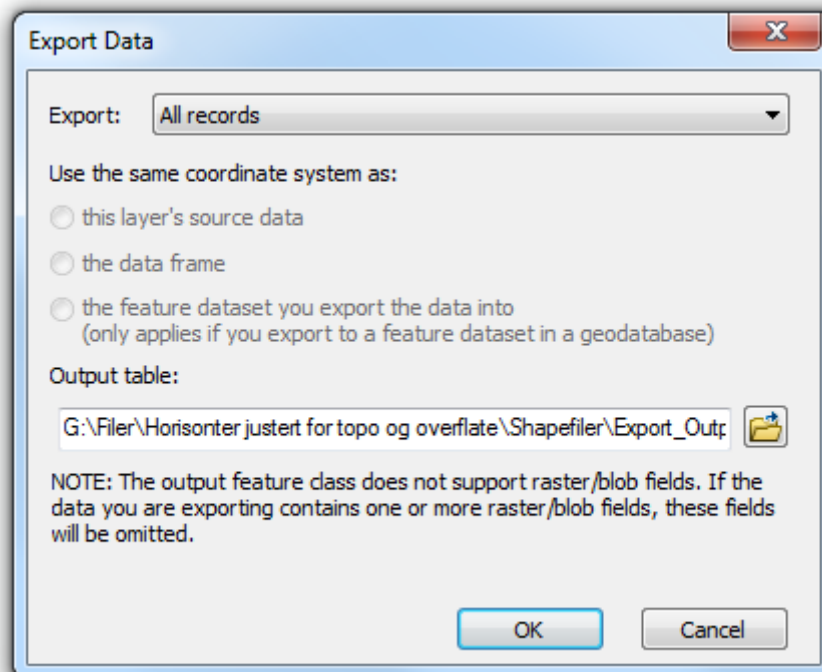 Export Data
Export: All records
Use the same coordinate system as:
this layer's source data
the data frame
the feature dataset you export the data into
(only applies if you export to a feature dataset in a geodatabase)
Output table:
G:\Filer\Horisonter justert for topo og overflate\Shapefiler\Export_Outp
NOTE: The output feature class does not support raster/blob fields. If the
data you are exporting contains one or more raster/blob fields, these fields
will be omitted.
OK Cancel